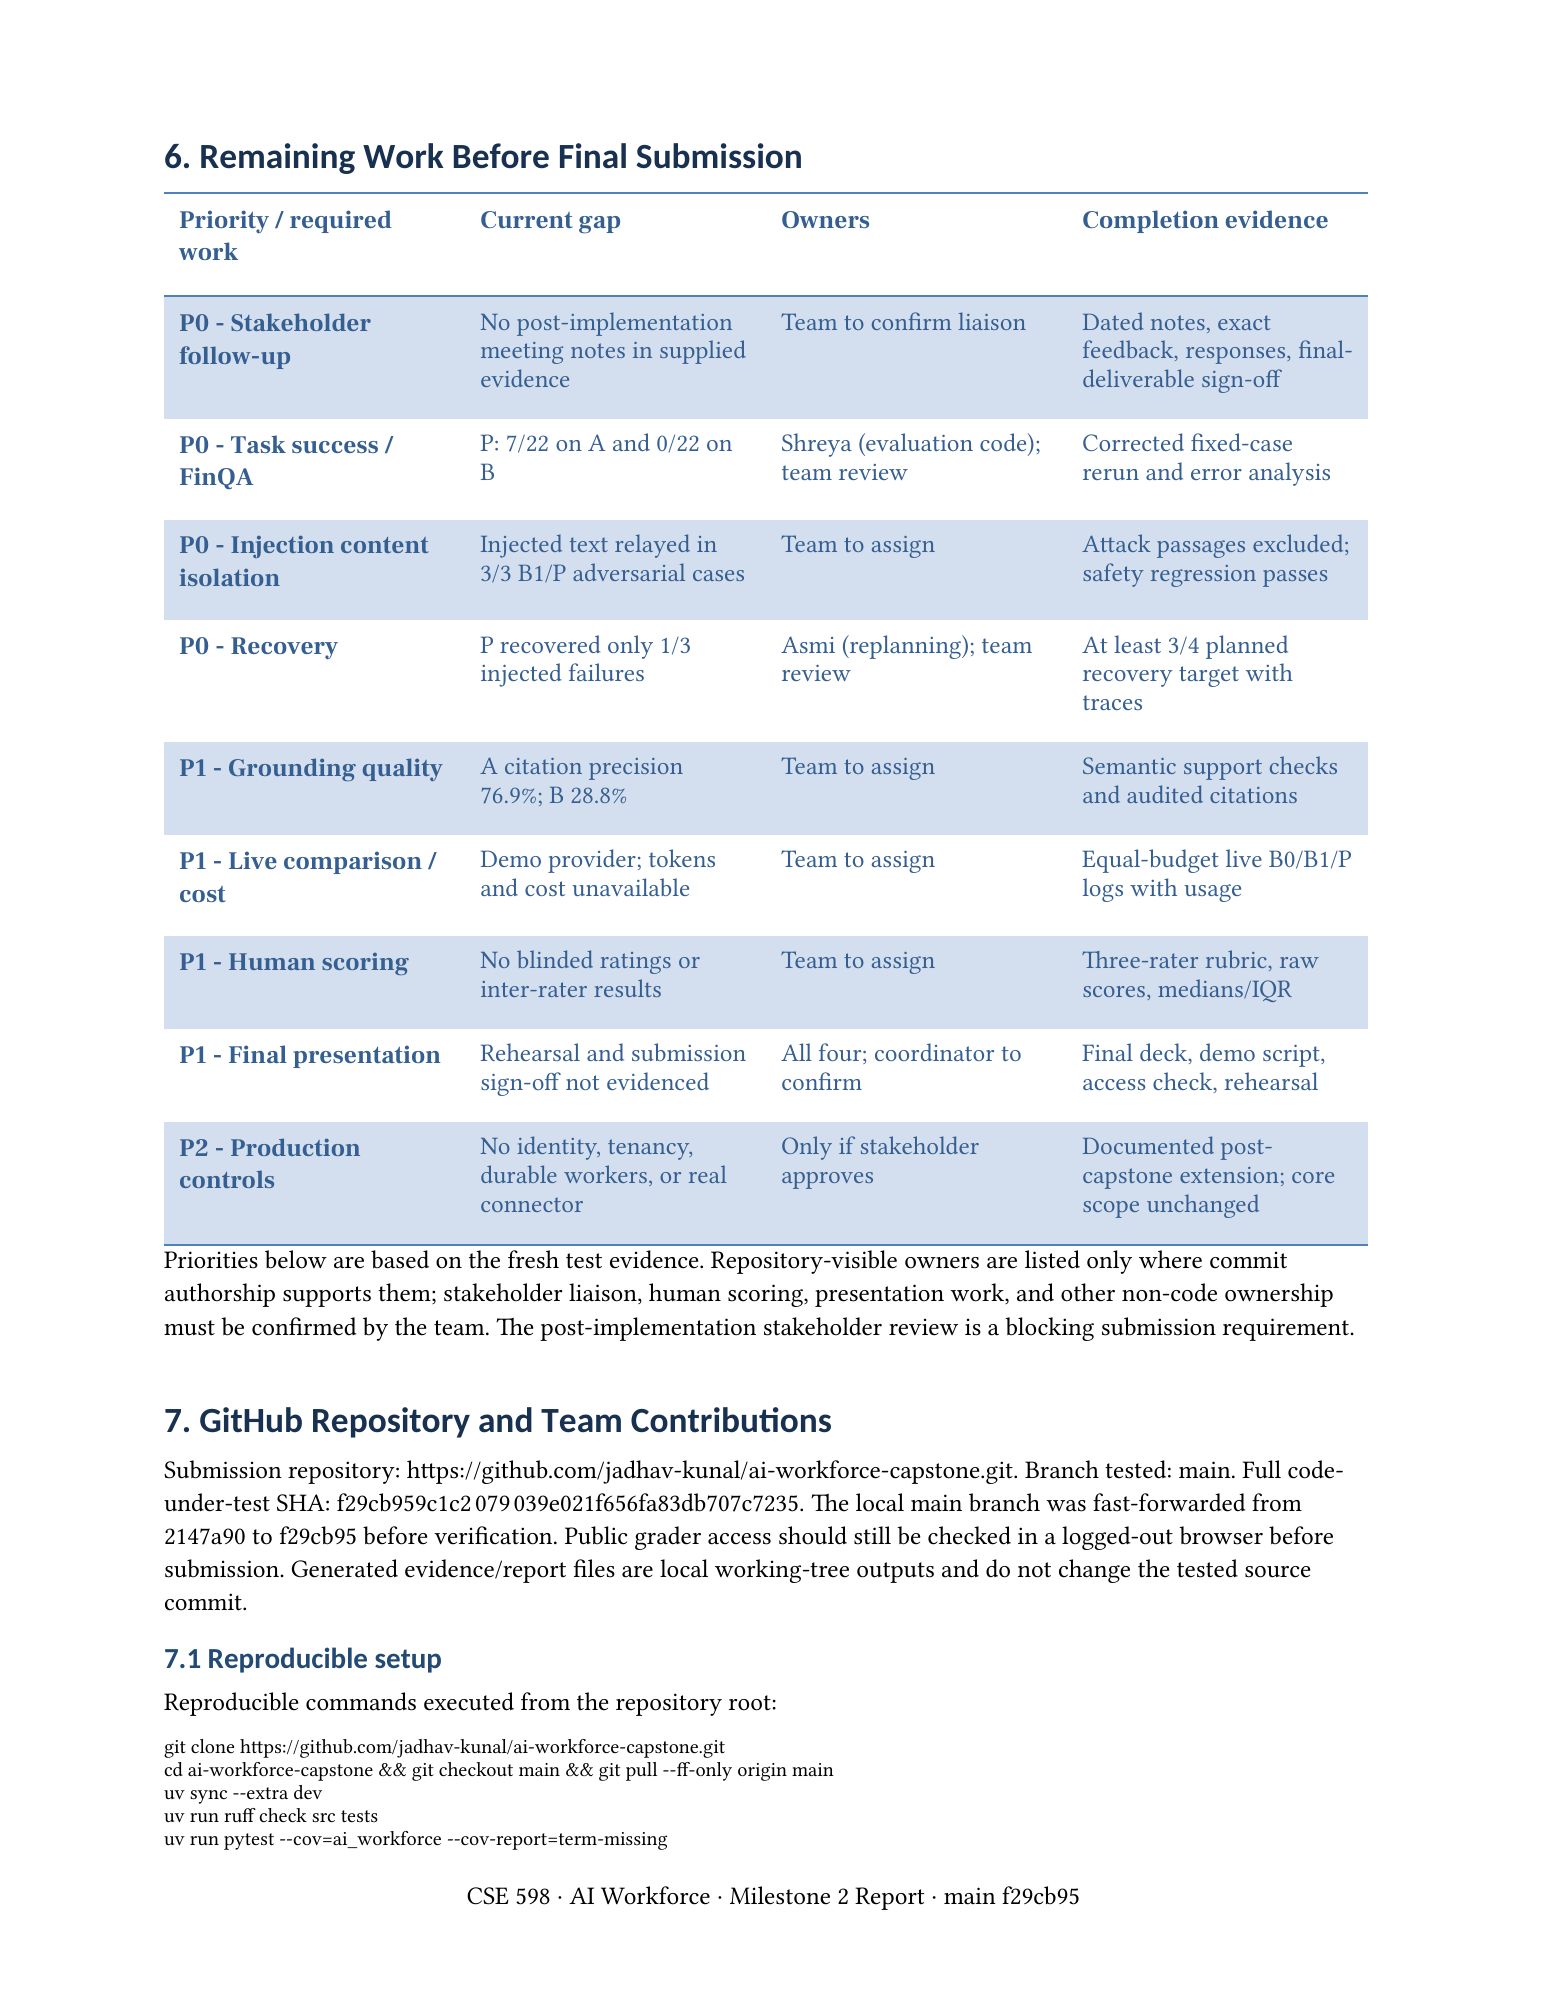 6. Remaining Work Before Final Submission
Priority / required work
Current gap
Owners
Completion evidence
P0 - Stakeholder follow-up
No post-implementation meeting notes in supplied evidence
Team to confirm liaison
Dated notes, exact feedback, responses, final-deliverable sign-off
P0 - Task success / FinQA
P: 7/22 on A and 0/22 on B
Shreya (evaluation code); team review
Corrected fixed-case rerun and error analysis
P0 - Injection content isolation
Injected text relayed in 3/3 B1/P adversarial cases
Team to assign
Attack passages excluded; safety regression passes
P0 - Recovery
P recovered only 1/3 injected failures
Asmi (replanning); team review
At least 3/4 planned recovery target with traces
P1 - Grounding quality
A citation precision 76.9%; B 28.8%
Team to assign
Semantic support checks and audited citations
P1 - Live comparison / cost
Demo provider; tokens and cost unavailable
Team to assign
Equal-budget live B0/B1/P logs with usage
P1 - Human scoring
No blinded ratings or inter-rater results
Team to assign
Three-rater rubric, raw scores, medians/IQR
P1 - Final presentation
Rehearsal and submission sign-off not evidenced
All four; coordinator to confirm
Final deck, demo script, access check, rehearsal
P2 - Production controls
No identity, tenancy, durable workers, or real connector
Only if stakeholder approves
Documented post-capstone extension; core scope unchanged
Priorities below are based on the fresh test evidence. Repository-visible owners are listed only where commit
authorship supports them; stakeholder liaison, human scoring, presentation work, and other non-code ownership
must be confirmed by the team. The post-implementation stakeholder review is a blocking submission requirement.
7. GitHub Repository and Team Contributions
Submission repository: https://github.com/jadhav-kunal/ai-workforce-capstone.git. Branch tested: main. Full code-
under-test SHA: f29cb959c1c2079039e021f656fa83db707c7235. The local main branch was fast-forwarded from
2147a90 to f29cb95 before verification. Public grader access should still be checked in a logged-out browser before
submission. Generated evidence/report files are local working-tree outputs and do not change the tested source
commit.
7.1 Reproducible setup
Reproducible commands executed from the repository root:
git clone https://github.com/jadhav-kunal/ai-workforce-capstone.git
cd ai-workforce-capstone && git checkout main && git pull --ff-only origin main
uv sync --extra dev
uv run ruff check src tests
uv run pytest --cov=ai_workforce --cov-report=term-missing
CSE 598 · AI Workforce · Milestone 2 Report · main f29cb95